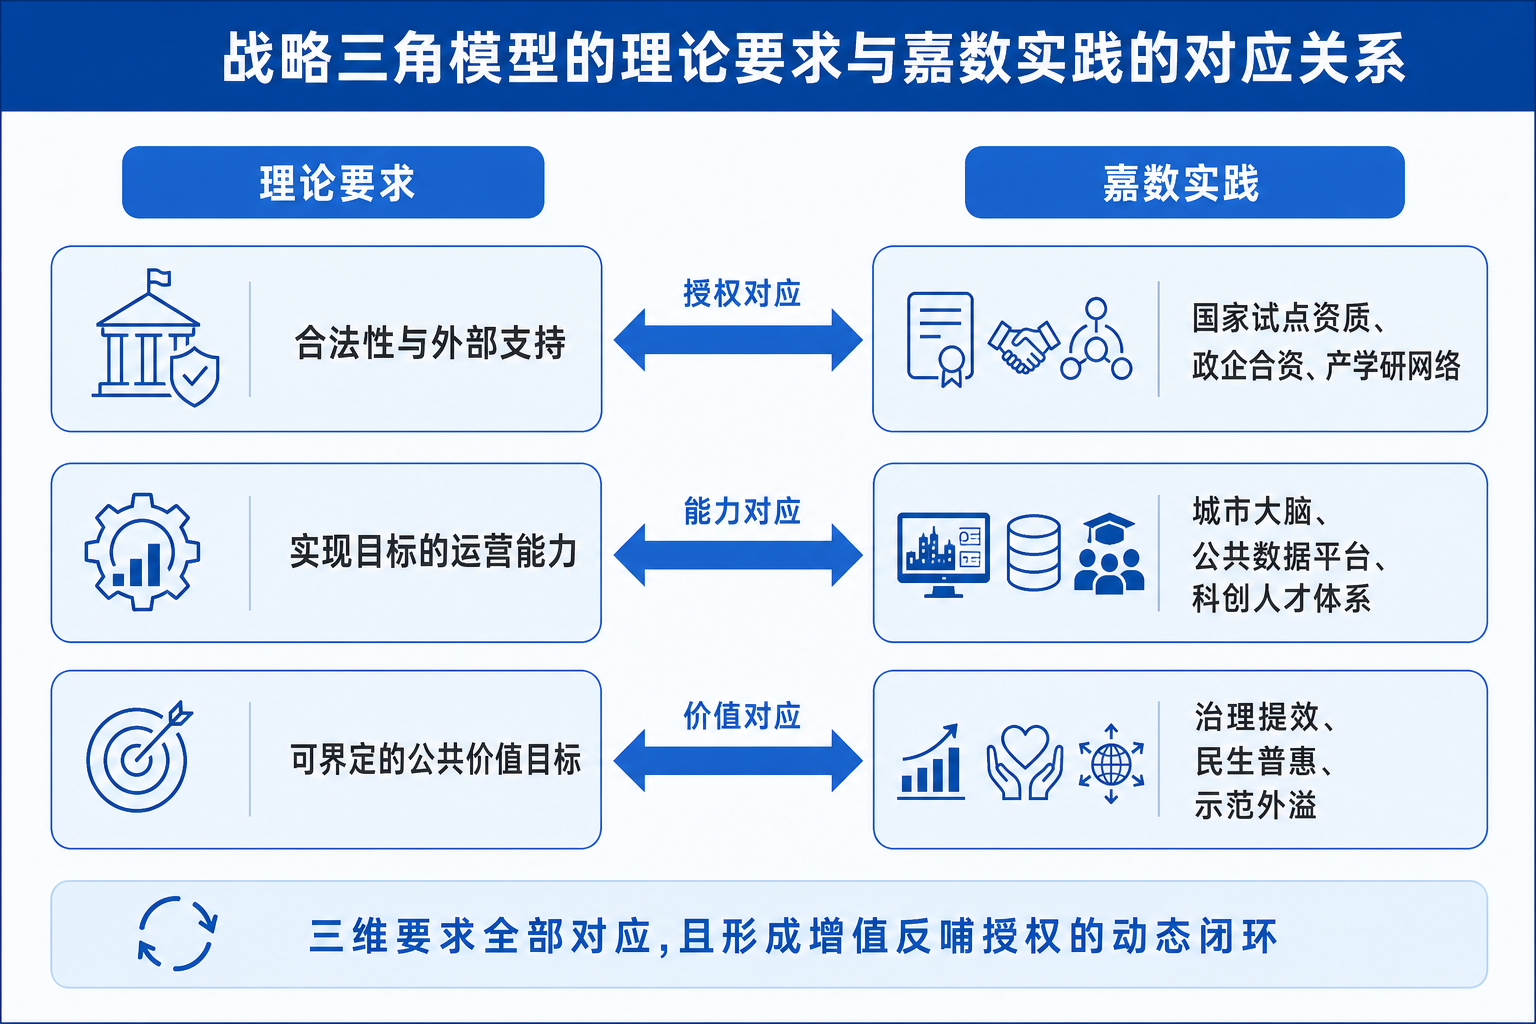 战略三角模型的理论要求与嘉数实践的对应关系
理论要求
嘉数实践
合法性与外部支持
授权对应
国家试点资质、
政企合资、产学研网络
实现目标的运营能力
能力对应
城市大脑、
公共数据平台、
科创人才体系
可界定的公共价值目标
价值对应
治理提效、
民生普惠、
示范外溢
三维要求全部对应,且形成增值反哺授权的动态闭环